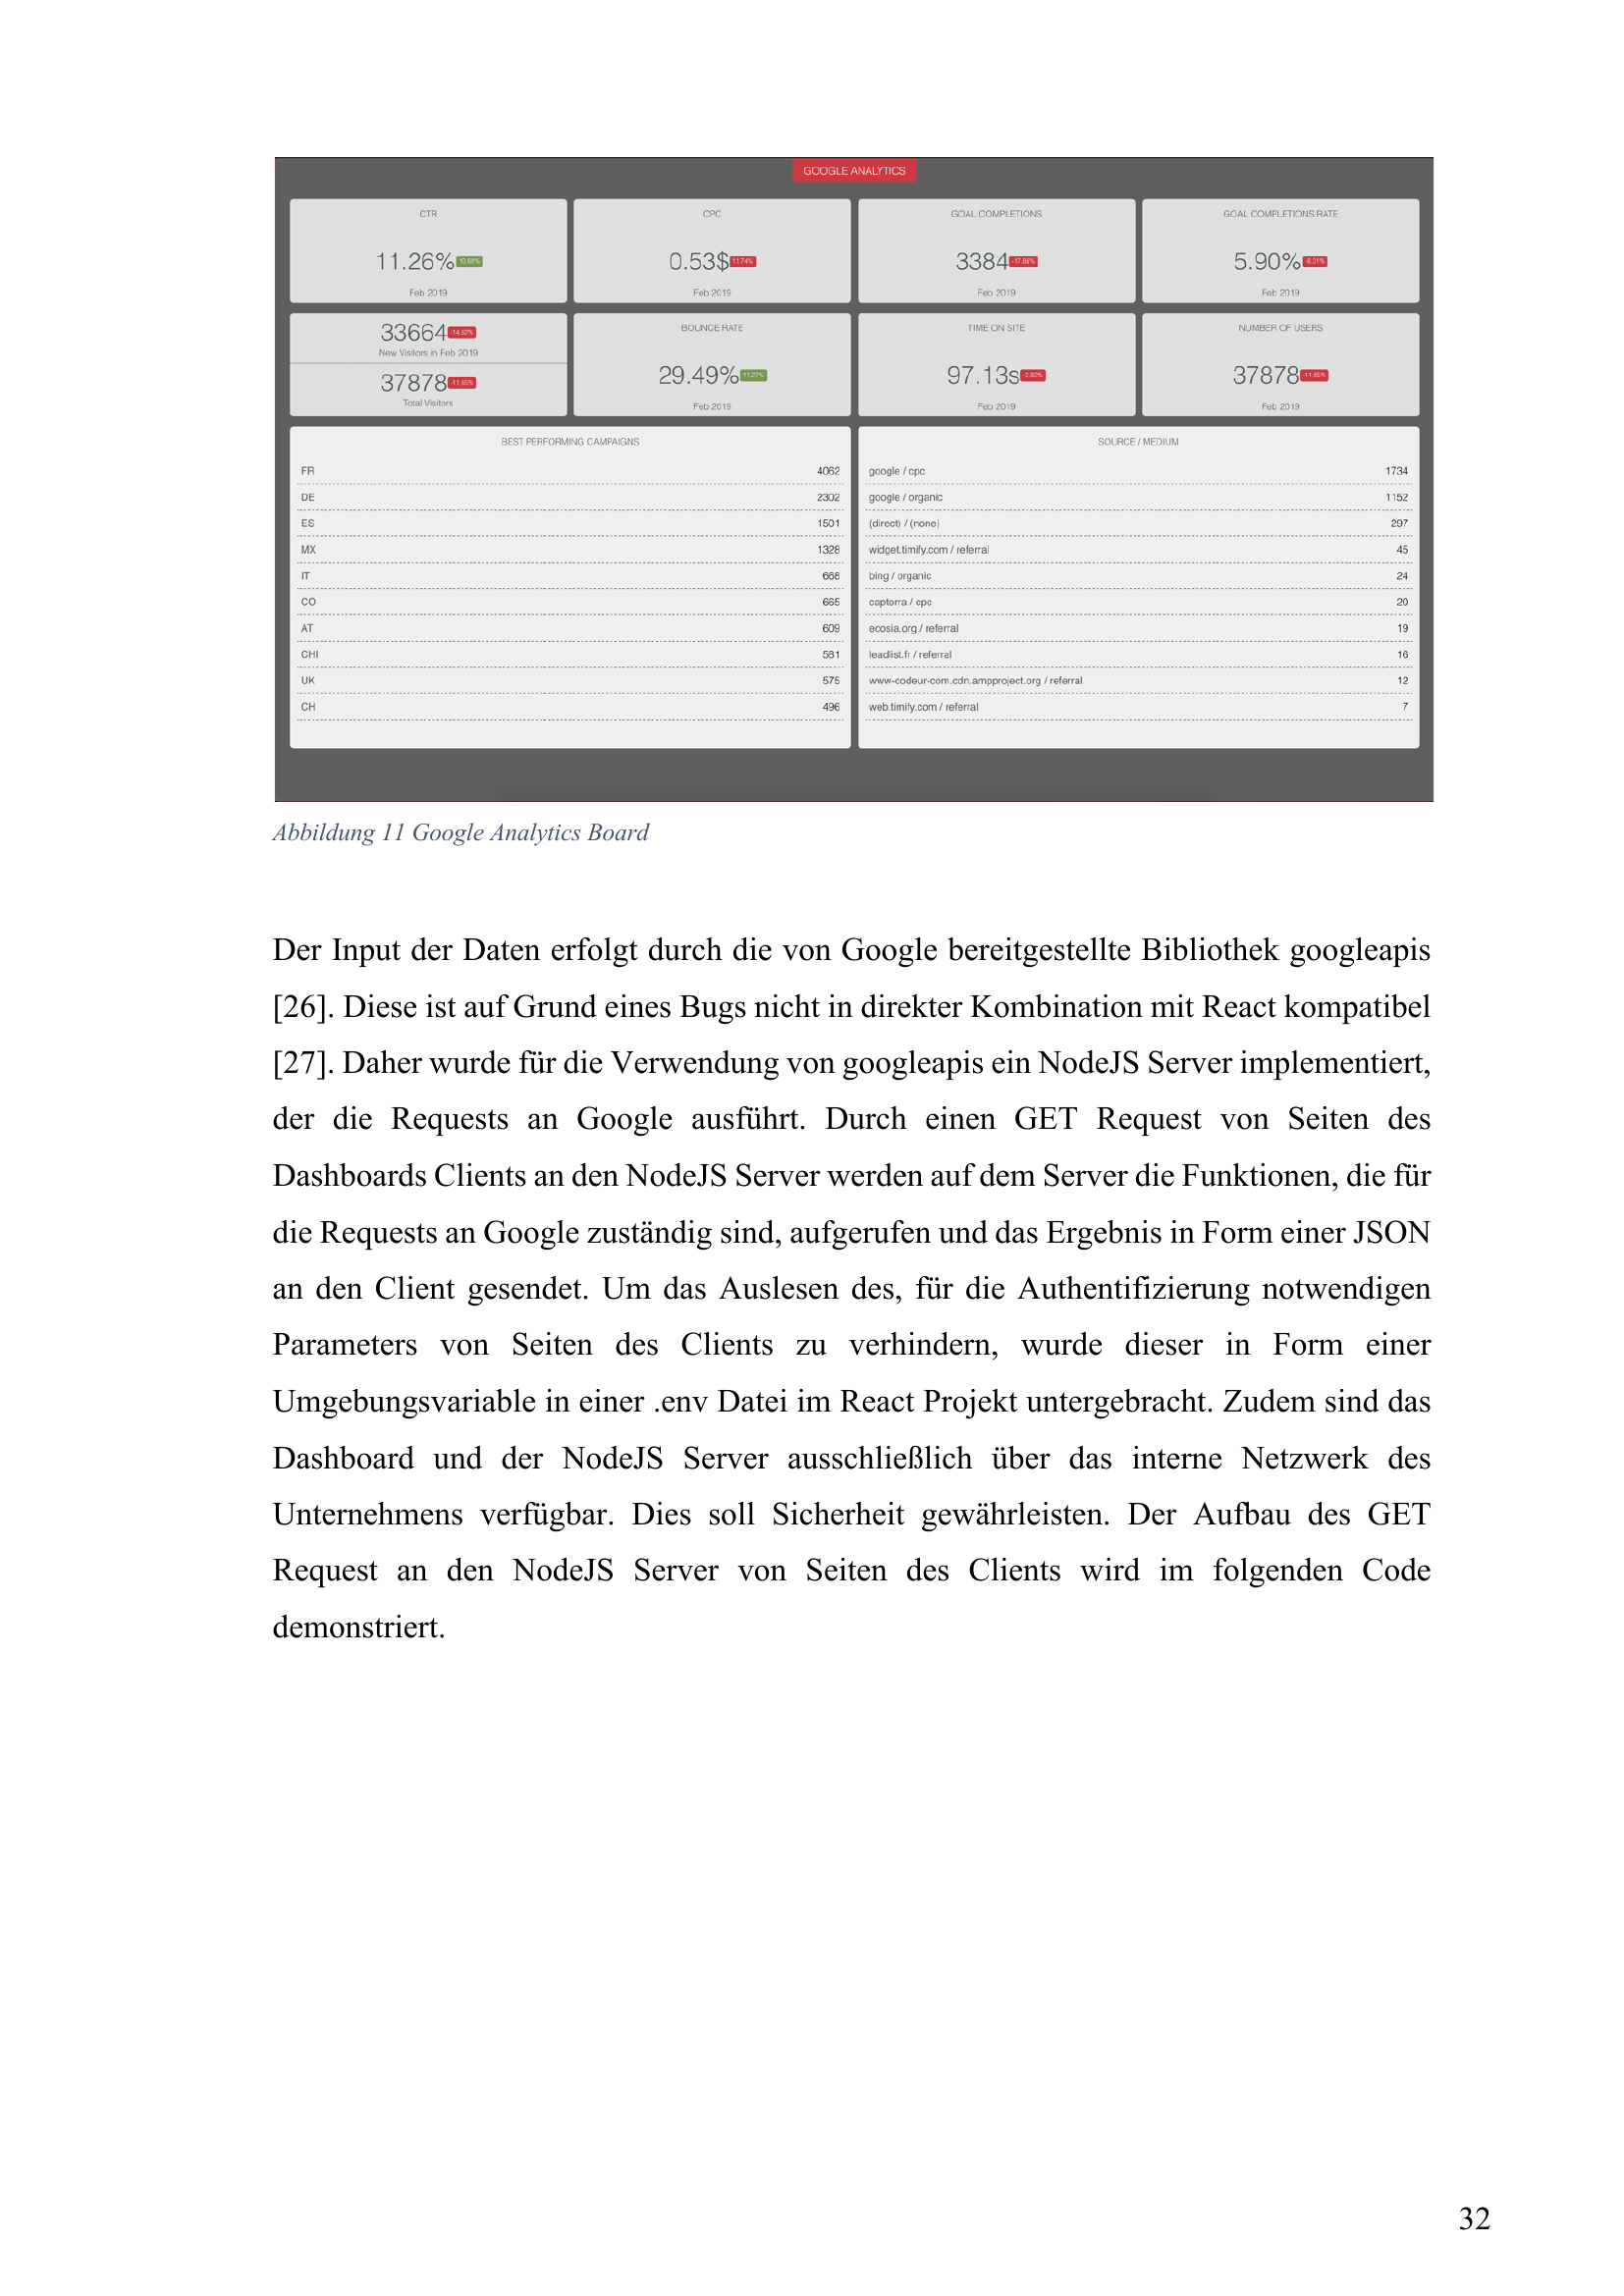 GOOGLE ANALYTICS
CTR
11.26%
Feb 2019
CPC
0.53$ 11.74%
Feb 2019
GOAL COMPLETIONS
3384 -17.86%
Feb 2019
GOAL COMPLETIONS RATE
5.90% -8.31%
Feb 2019
33664 -14.52%
New Visitors in Feb 2019
37878
Total Visitors
BOUNCE RATE
29.49% 11.27%
Feb 2019
TIME ON SITE
97.13s
Feb 2019
NUMBER OF USERS
37878
Feb 2019
BEST PERFORMING CAMPAIGNS
FR 4062
DE 2302
ES 1501
MX 1328
IT 668
CO 665
AT 609
CHI 581
UK 575
CH 496
SOURCE / MEDIUM
google / cpc 1734
google / organic 1152
(direct) / (none) 297
widget.timify.com / referral 45
bing / organic 24
capterra / cpc 20
ecosia.org / referral 19
leadlist.fr / referral 16
www-codeur-com.cdn.ampproject.org / referral 12
web.timify.com / referral 7
Abbildung 11 Google Analytics Board
Der Input der Daten erfolgt durch die von Google bereitgestellte Bibliothek googleapis
[26]. Diese ist auf Grund eines Bugs nicht in direkter Kombination mit React kompatibel
[27]. Daher wurde für die Verwendung von googleapis ein NodeJS Server implementiert,
der die Requests an Google ausführt. Durch einen GET Request von Seiten des
Dashboards Clients an den NodeJS Server werden auf dem Server die Funktionen, die für
die Requests an Google zuständig sind, aufgerufen und das Ergebnis in Form einer JSON
an den Client gesendet. Um das Auslesen des, für die Authentifizierung notwendigen
Parameters von Seiten des Clients zu verhindern, wurde dieser in Form einer
Umgebungsvariable in einer .env Datei im React Projekt untergebracht. Zudem sind das
Dashboard und der NodeJS Server ausschließlich über das interne Netzwerk des
Unternehmens verfügbar. Dies soll Sicherheit gewährleisten. Der Aufbau des GET
Request an den NodeJS Server von Seiten des Clients wird im folgenden Code
demonstriert.
32